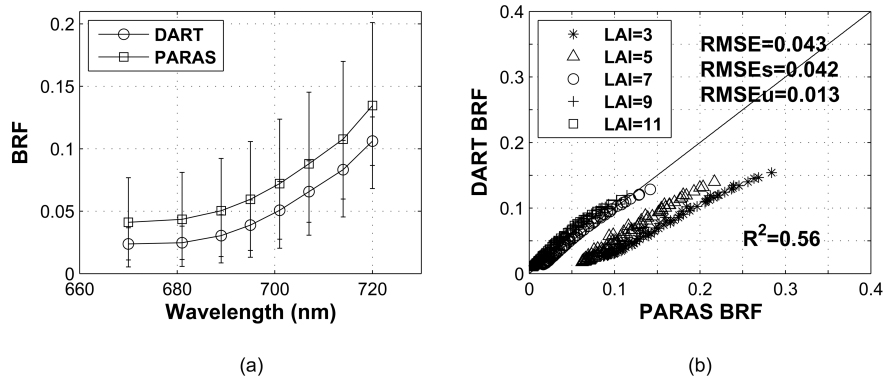 0.2
0.15
0.1
0.05
0
BRF
DART
PARAS
660
680
700
720
Wavelength (nm)
(a)
0.4
0.3
0.2
0.1
0
DART BRF
LAI=3
LAI=5
LAI=7
LAI=9
LAI=11
RMSE=0.043
RMSEs=0.042
RMSEu=0.013
R²=0.56
0
0.1
0.2
0.3
0.4
PARAS BRF
(b)